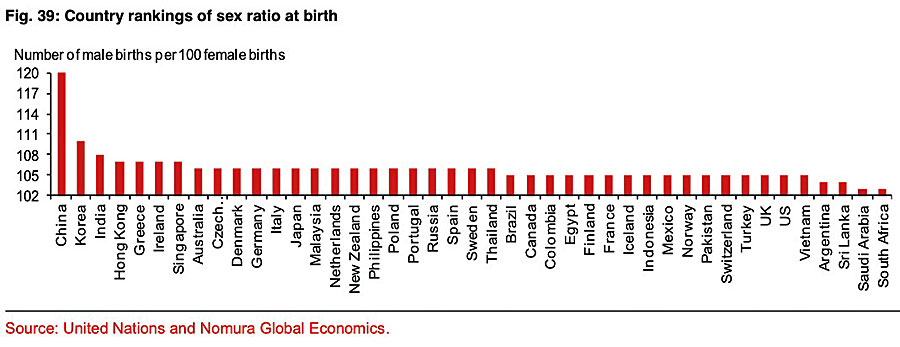 Fig. 39: Country rankings of sex ratio at birth
Number of male births per 100 female births
120
117
114
111
108
105
102
China
Korea
India
Hong Kong
Greece
Ireland
Singapore
Australia
Czech..
Denmark
Germany
Italy
Japan
Malaysia
Netherlands
New Zealand
Philippines
Poland
Portugal
Russia
Spain
Sweden
Thailand
Brazil
Canada
Colombia
Egypt
Finland
France
Iceland
Indonesia
Mexico
Norway
Pakistan
Switzerland
Turkey
UK
US
Vietnam
Argentina
Sri Lanka
Saudi Arabia
South Africa
Source: United Nations and Nomura Global Economics.